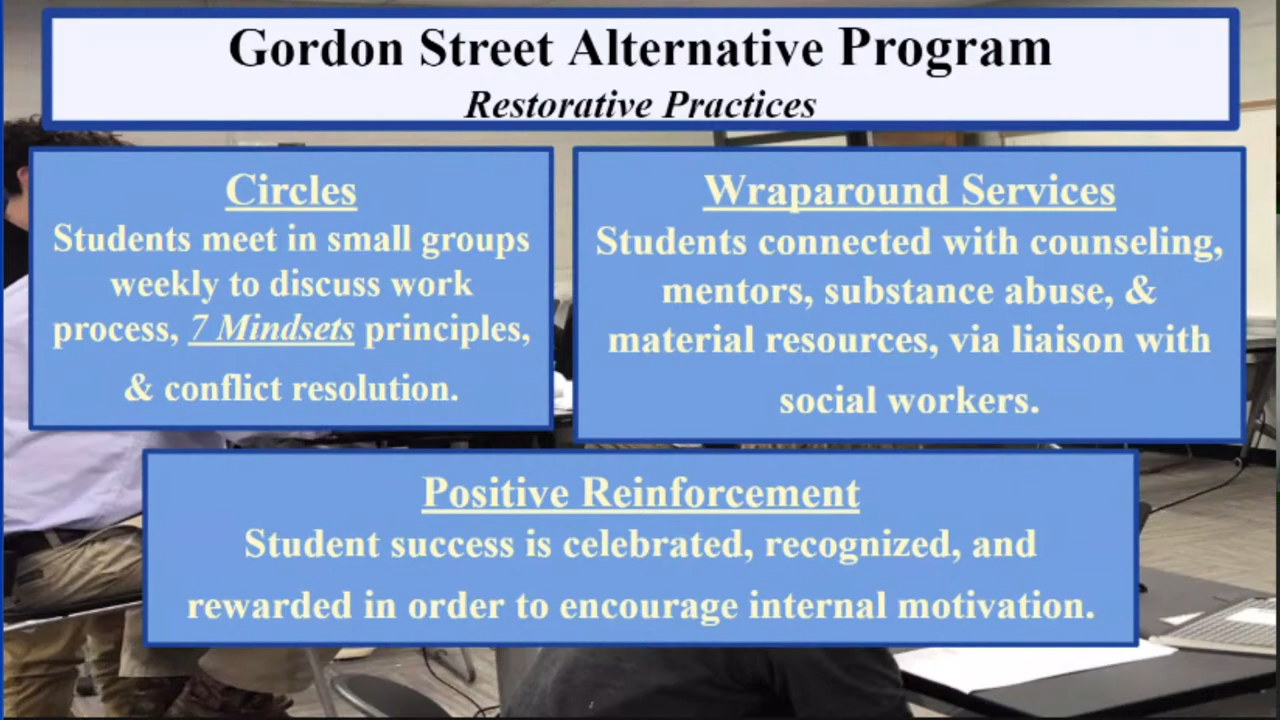 Gordon Street Alternative Program
Restorative Practices
Circles
Students meet in small groups
weekly to discuss work
process, 7 Mindsets principles,
& conflict resolution.
Wraparound Services
Students connected with counseling,
mentors, substance abuse, &
material resources, via liaison with
social workers.
Positive Reinforcement
Student success is celebrated, recognized, and
rewarded in order to encourage internal motivation.